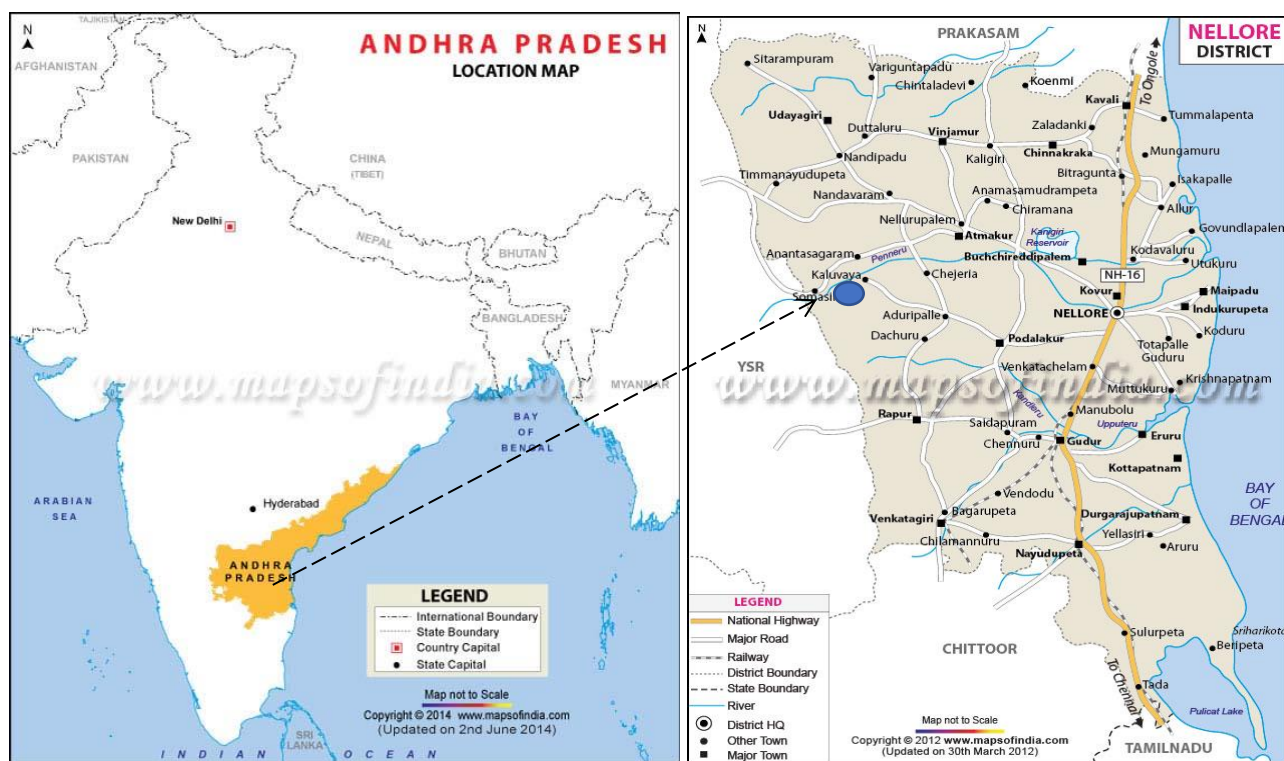 TAJIKISTAN
N
ANDHRA PRADESH
LOCATION MAP
AFGHANISTAN
PAKISTAN
CHINA
(TIBET)
New Delhi
NEPAL
BHUTAN
BANGLADESH
MYANMAR
www.mapsofindia.com
BAY
OF
BENGAL
ARABIAN
SEA
Hyderabad
ANDHRA
PRADESH
LEGEND
International Boundary
State Boundary
Country Capital
State Capital
Map not to Scale
Copyright © 2014 www.mapsofindia.com
(Updated on 2nd June 2014)
SRI
LANKA
INDIAN OCEAN
N
PRAKASAM
NELLORE
DISTRICT
To Ongole
Sitarampuram
Variguntapadu
Chintaladevi
Koenmi
Kavali
Udayagiri
Duttaluru
Vinjamur
Zaladanki
Tummalapenta
Nandipadu
Kaligiri
Chinnakraka
Mungamuru
Timmanayudupeta
Bitragunta
Isakapalle
Nandavaram
Anamasamudrampeta
Chiramana
Allur
Nellurupalem
Atmakur
Kanigiri
Reservoir
Govundlapalem
Anantasagaram
Penneru
Buchchireddipalem
Kodavaluru
Utukuru
Kaluvaya
Chejeria
NH-16
Somasil
Kovur
Maipadu
Aduripalle
NELLORE
Indukurupeta
Dachuru
Podalakur
Totapalle
Guduru
Koduru
YSR
Venkatachelam
Krishnapatnam
www.mapsofindia.com
Muttukuru
Rapur
Kandleru
Manubolu
Upputeru
Saidapuram
Chennuru
Gudur
Eruru
Kottapatnam
Vendodu
BAY
OF
BENGAL
Bagarupeta
Venkatagiri
Durgarajupatnam
Chilamannuru
Yellasiri
Aruru
Nayudupeta
LEGEND
National Highway
Major Road
Railway
District Boundary
State Boundary
River
District HQ
Other Town
Major Town
CHITTOOR
Sulurpeta
Sriharikota
Beripeta
To Chennai
Tada
Pulicat Lake
Map not to Scale
Copyright © 2012 www.mapsofindia.com
(Updated on 30th March 2012)
TAMILNADU